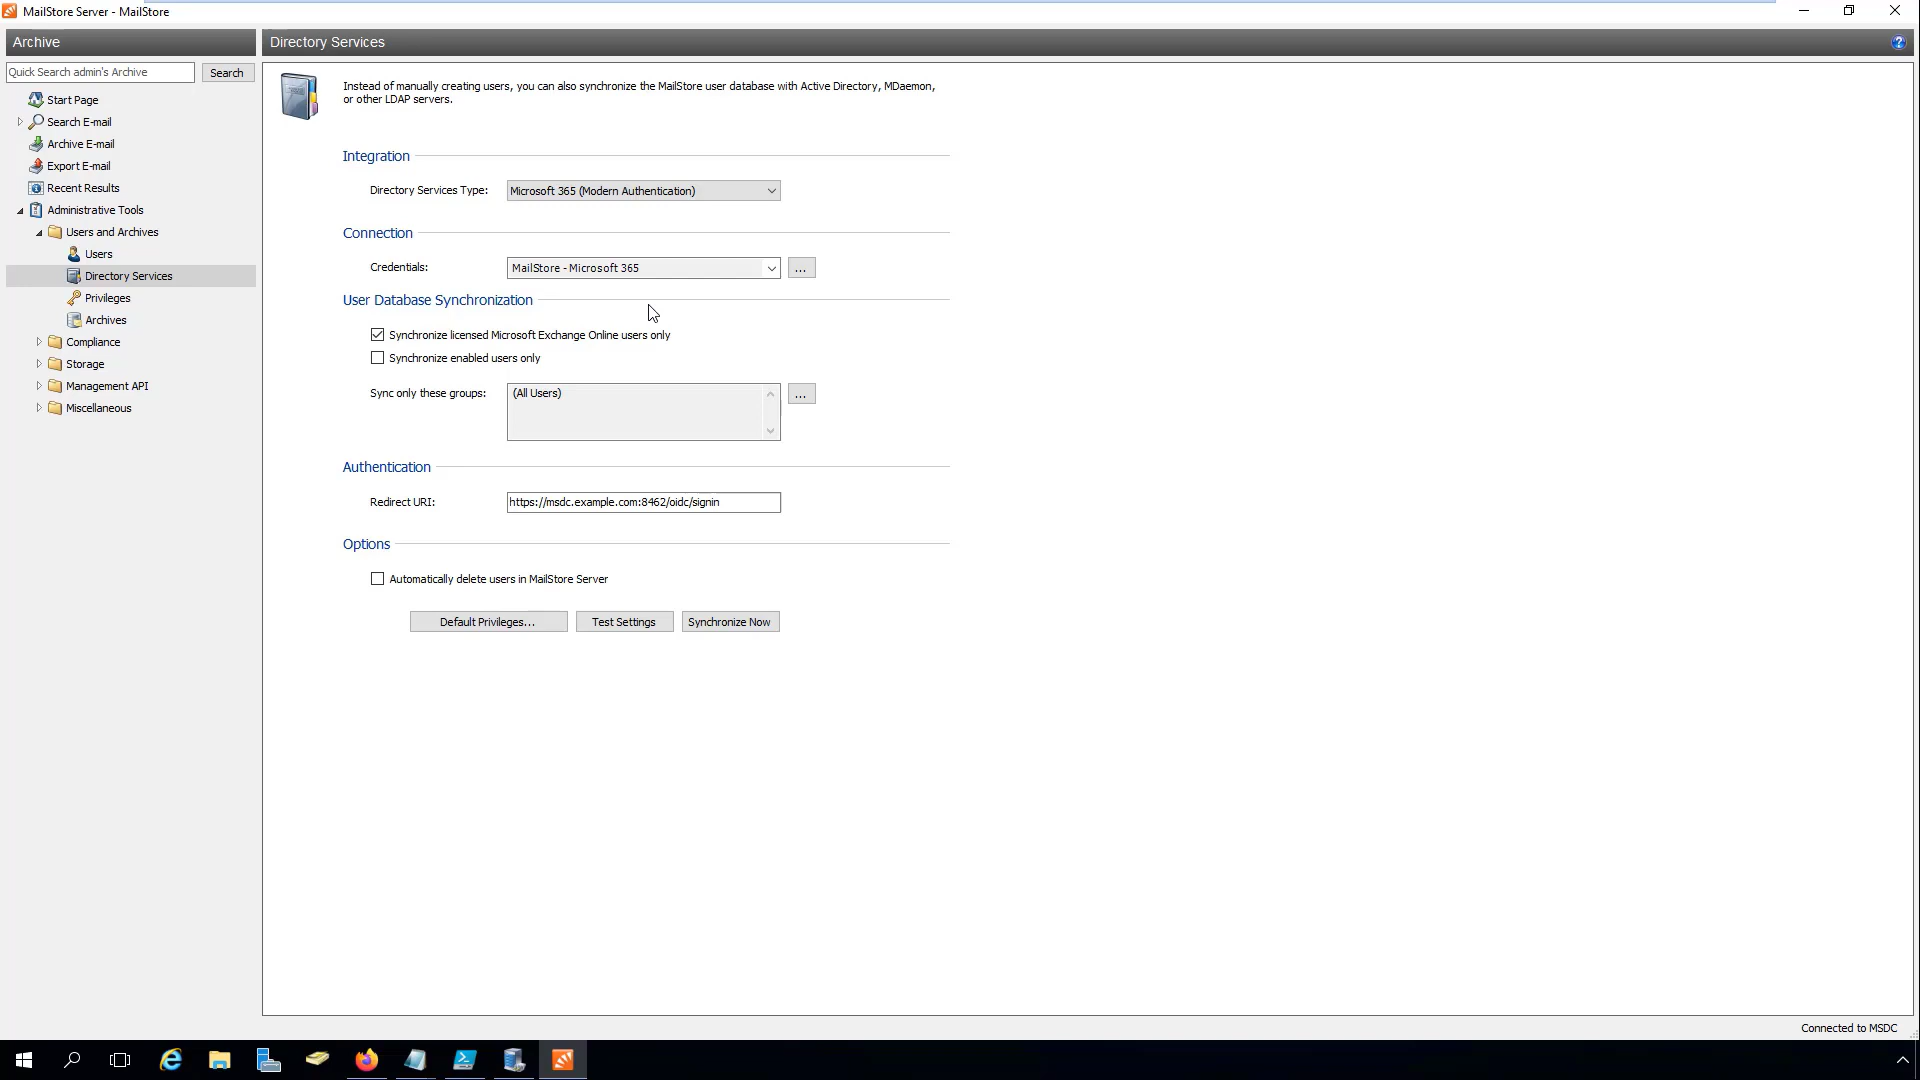 MailStore Server - MailStore
Archive
Directory Services
Quick Search admin's Archive
Search
Start Page
Search E-mail
Archive E-mail
Export E-mail
Recent Results
Administrative Tools
Users and Archives
Users
Directory Services
Privileges
Archives
Compliance
Storage
Management API
Miscellaneous
Instead of manually creating users, you can also synchronize the MailStore user database with Active Directory, MDaemon,
or other LDAP servers.
Integration
Directory Services Type: Microsoft 365 (Modern Authentication)
Connection
Credentials: MailStore - Microsoft 365 ...
User Database Synchronization
Synchronize licensed Microsoft Exchange Online users only
Synchronize enabled users only
Sync only these groups: (All Users) ...
Authentication
Redirect URI: https://msdc.example.com:8462/oidc/signin
Options
Automatically delete users in MailStore Server
Default Privileges... Test Settings Synchronize Now
Connected to MSDC